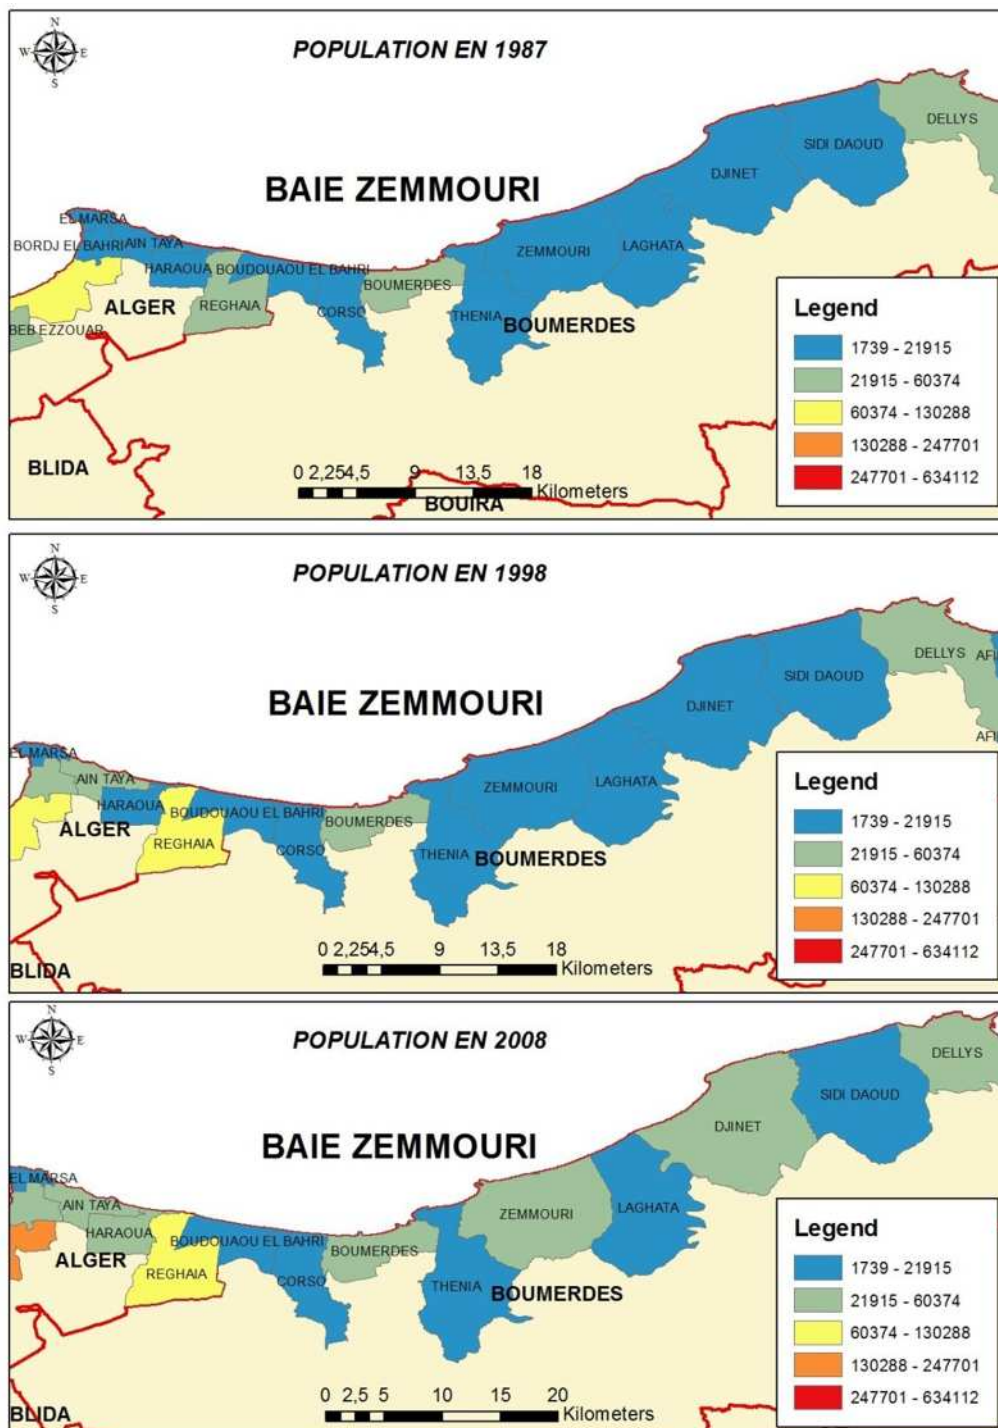 N
W E
S
POPULATION EN 1987
BAIE ZEMMOURI
DELLYS
SIDI DAOUD
DJINET
EL MARSA
BORDJ EL BAHRI
AIN TAYA
ZEMMOURI
LAGHATA
HARAOUA
BOUDOUAOU EL BAHRI
BOUMERDES
ALGER
REGHAIA
CORSO
THENIA
BOUMERDES
BEB EZZOUAR
BLIDA
BOUIRA
0 2,25 4,5 9 13,5 18
Kilometers
Legend
1739 - 21915
21915 - 60374
60374 - 130288
130288 - 247701
247701 - 634112
N
W E
S
POPULATION EN 1998
BAIE ZEMMOURI
DELLYS
AFI
SIDI DAOUD
DJINET
AFI
EL MARSA
AIN TAYA
ZEMMOURI
LAGHATA
HARAOUA
BOUDOUAOU EL BAHRI
BOUMERDES
ALGER
REGHAIA
CORSO
THENIA
BOUMERDES
BLIDA
0 2,25 4,5 9 13,5 18
Kilometers
Legend
1739 - 21915
21915 - 60374
60374 - 130288
130288 - 247701
247701 - 634112
N
W E
S
POPULATION EN 2008
BAIE ZEMMOURI
DELLYS
SIDI DAOUD
DJINET
EL MARSA
AIN TAYA
ZEMMOURI
LAGHATA
HARAOUA
BOUDOUAOU EL BAHRI
BOUMERDES
ALGER
REGHAIA
CORSO
THENIA
BOUMERDES
BLIDA
0 2,5 5 10 15 20
Kilometers
Legend
1739 - 21915
21915 - 60374
60374 - 130288
130288 - 247701
247701 - 634112